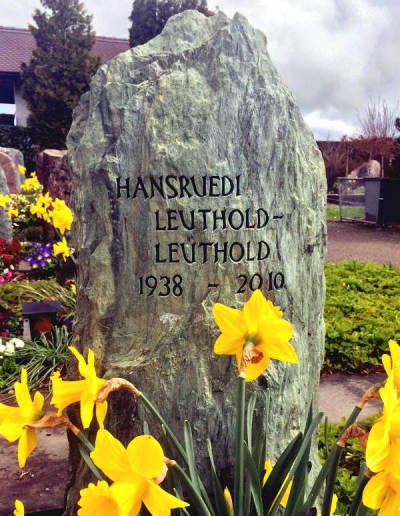 HANSRUEDI
LEUTHOLD-
LEUTHOLD
1938 - 2010